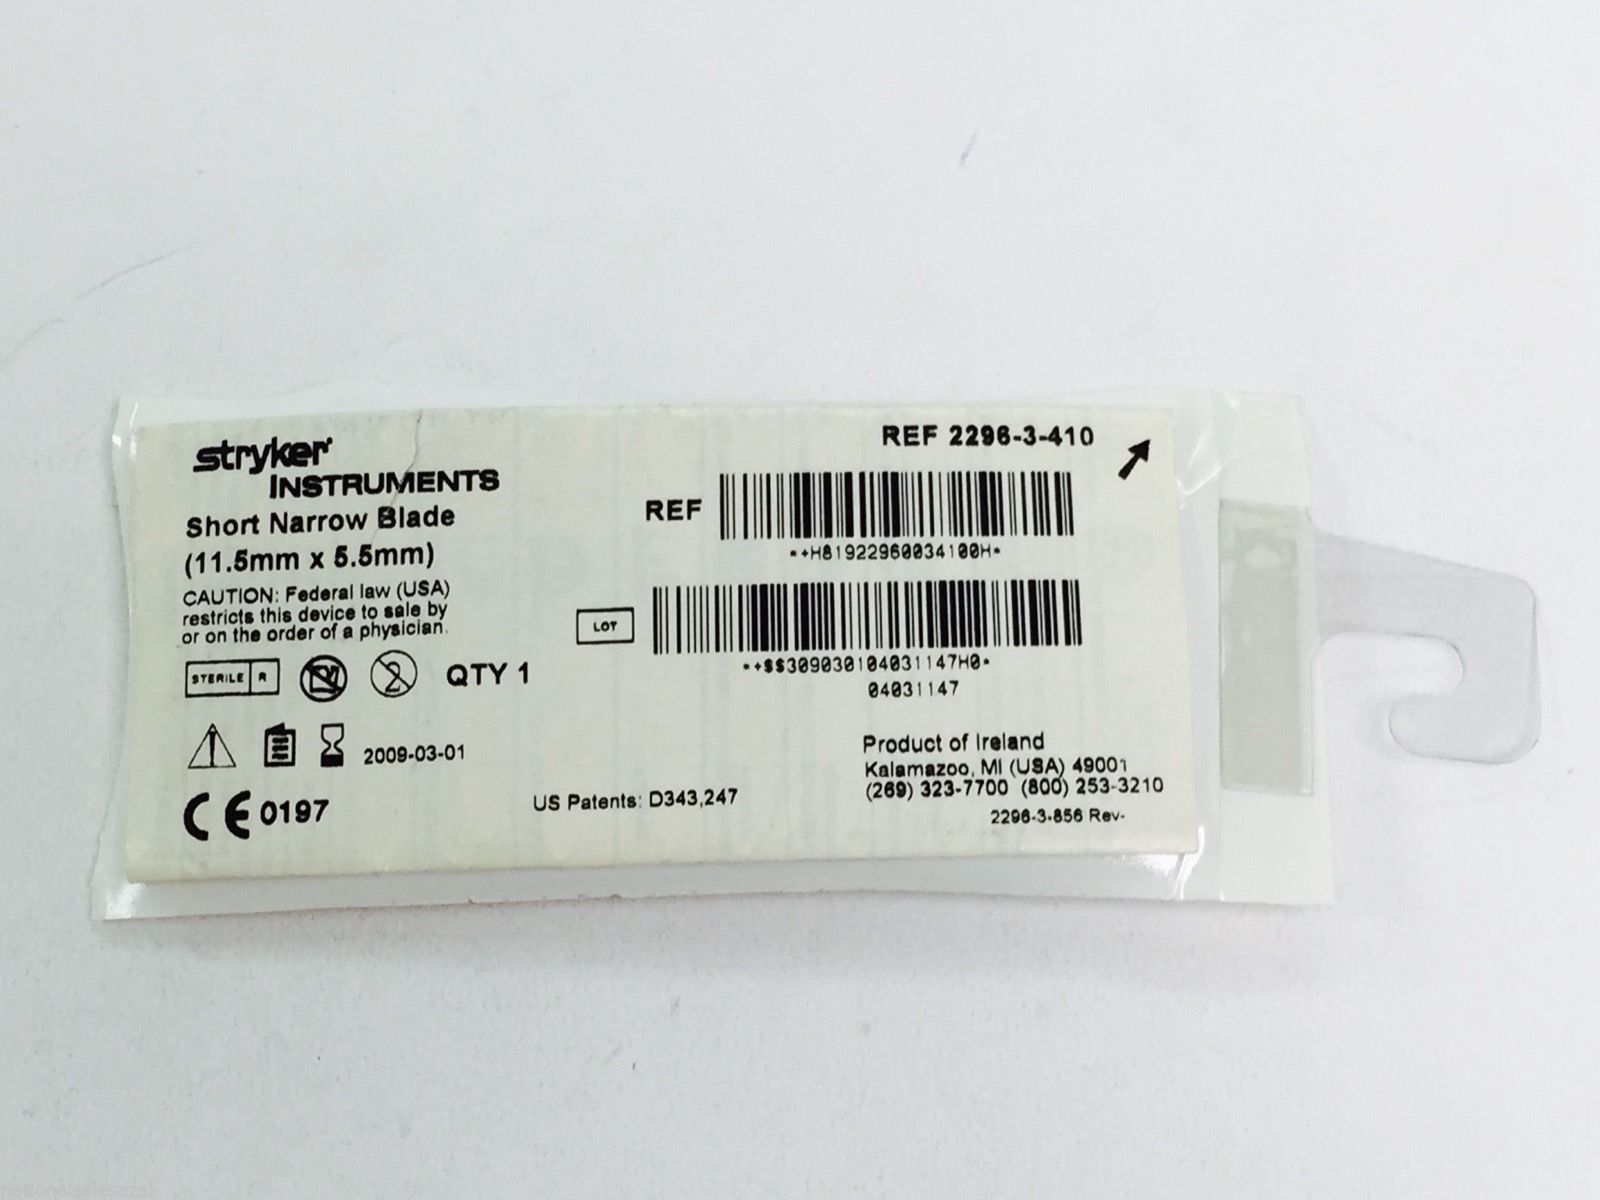 stryker
INSTRUMENTS
Short Narrow Blade
(11.5mm x 5.5mm)
CAUTION: Federal law (USA)
restricts this device to sale by
or on the order of a physician.
STERILE R
2
QTY 1
2009-03-01
CE 0197
US Patents: D343,247
REF 2296-3-410
REF
*+H81922960034100H*
LOT
*+$$309030104031147H0*
04031147
Product of Ireland
Kalamazoo, MI (USA) 49001
(269) 323-7700 (800) 253-3210
2296-3-856 Rev-